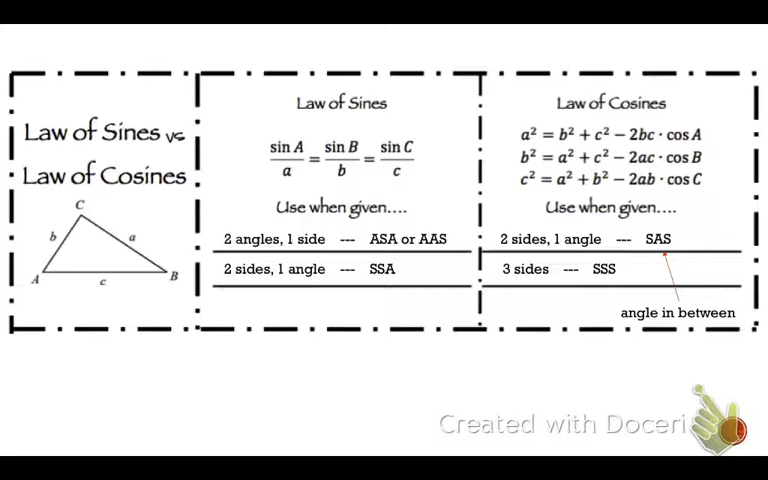 Law of Sines vs
Law of Cosines
C
b
a
A
c
B
Law of Sines
sin A / a = sin B / b = sin C / c
Use when given....
2 angles, 1 side --- ASA or AAS
2 sides, 1 angle --- SSA
Law of Cosines
a² = b² + c² − 2bc · cos A
b² = a² + c² − 2ac · cos B
c² = a² + b² − 2ab · cos C
Use when given....
2 sides, 1 angle --- SAS
3 sides --- SSS
angle in between
Created with Doceri